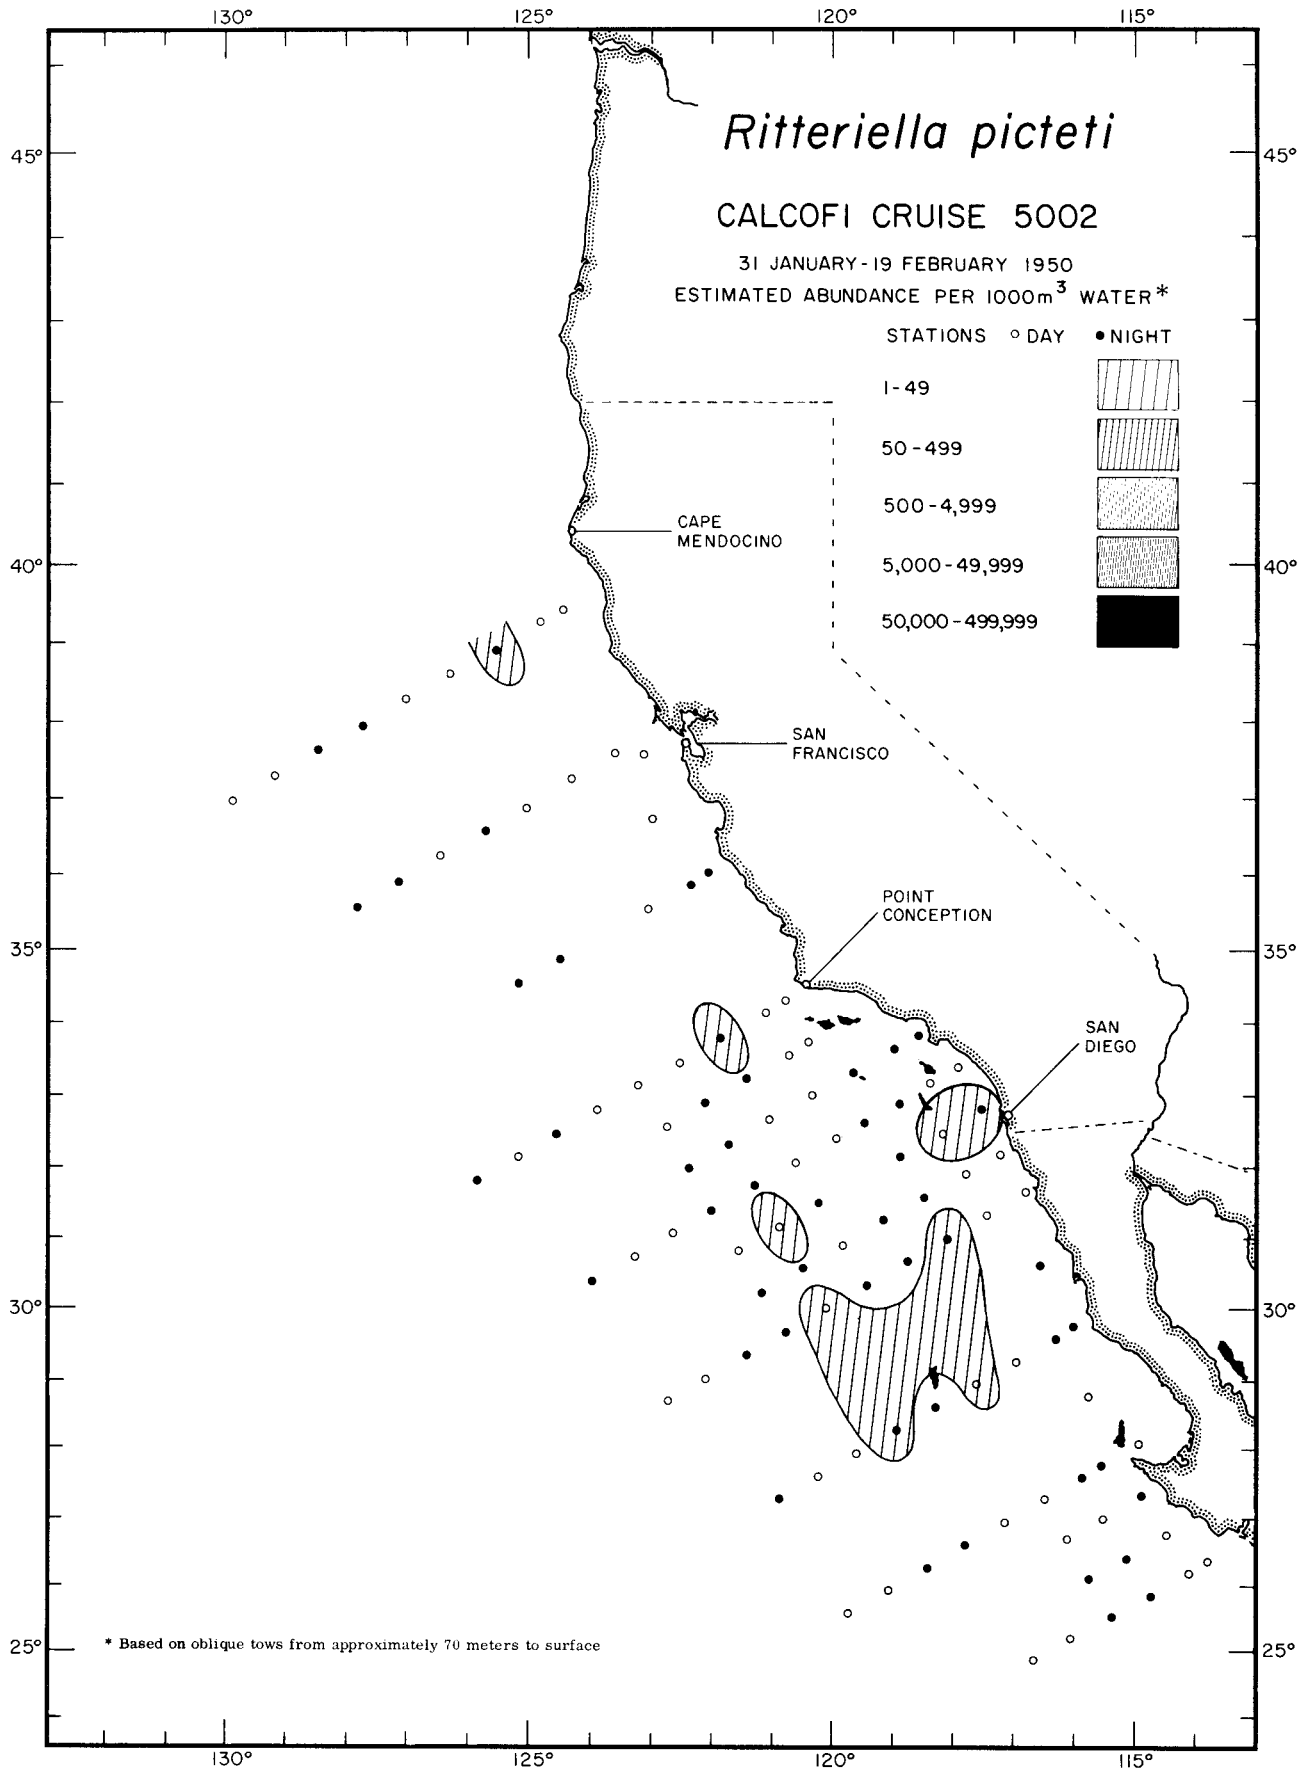 130° 125° 120° 115°
Ritteriella picteti
45° 45°
CALCOFI CRUISE 5002
31 JANUARY-19 FEBRUARY 1950
ESTIMATED ABUNDANCE PER 1000m³ WATER*
STATIONS ○ DAY ● NIGHT
1-49
50-499
500-4,999
CAPE
MENDOCINO
40° 5,000-49,999 40°
50,000-499,999
SAN
FRANCISCO
POINT
CONCEPTION
35° 35°
SAN
DIEGO
30° 30°
* Based on oblique tows from approximately 70 meters to surface
25° 25°
130° 125° 120° 115°